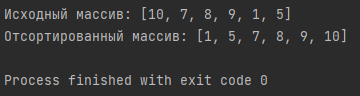 Исходный массив: [10, 7, 8, 9, 1, 5]
Отсортированный массив: [1, 5, 7, 8, 9, 10]
Process finished with exit code 0